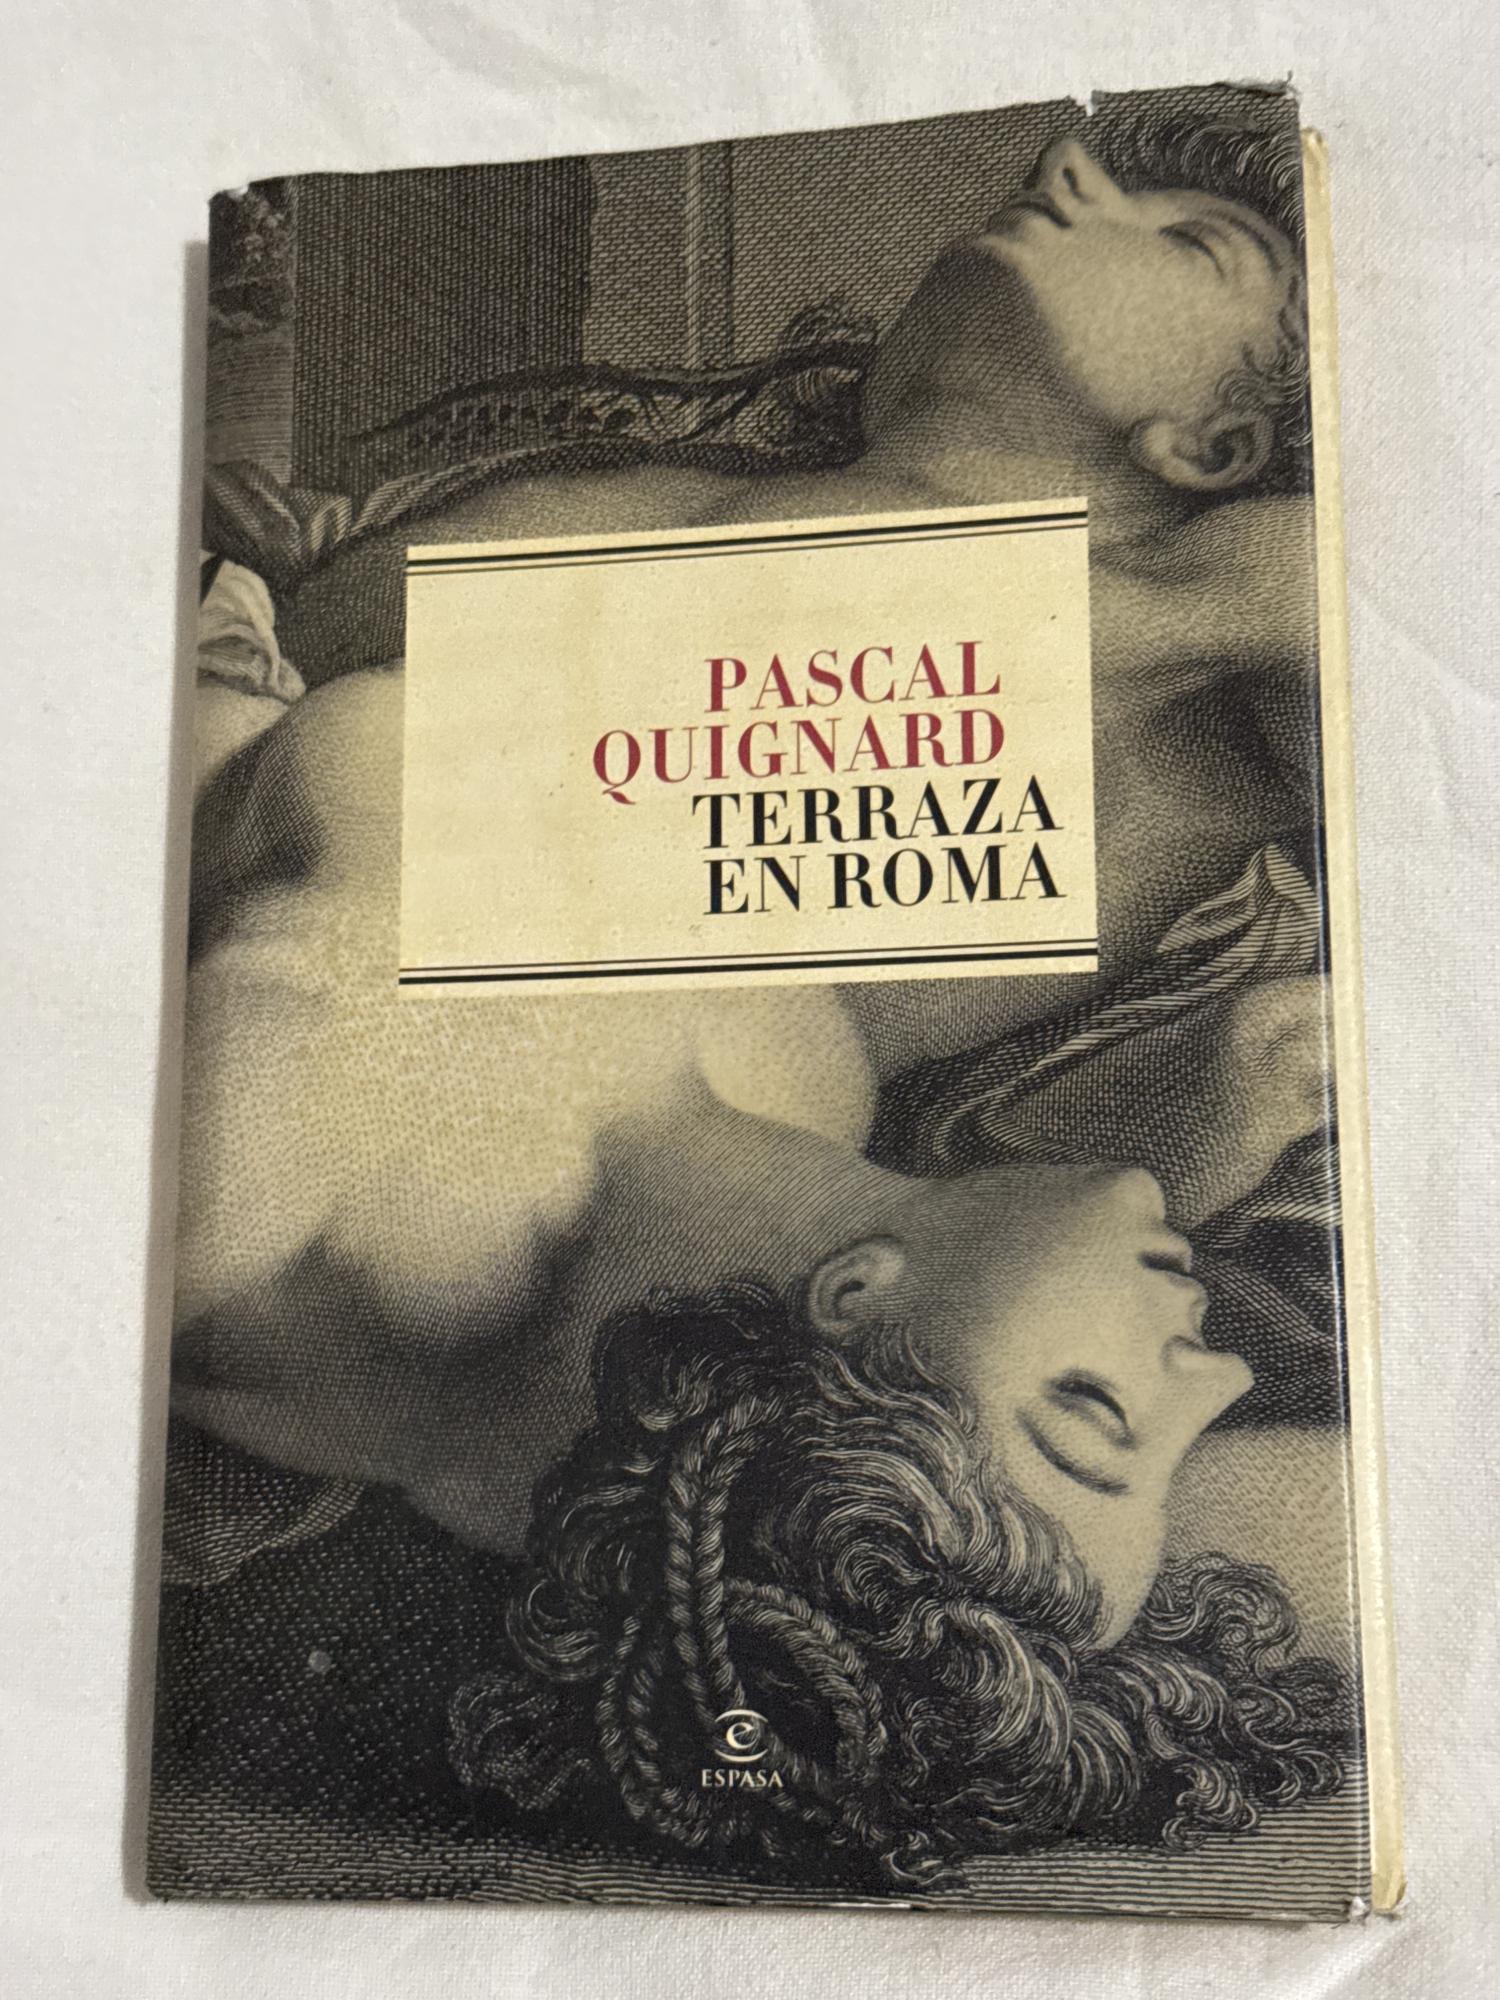 PASCAL
QUIGNARD
TERRAZA
EN ROMA
e
ESPASA